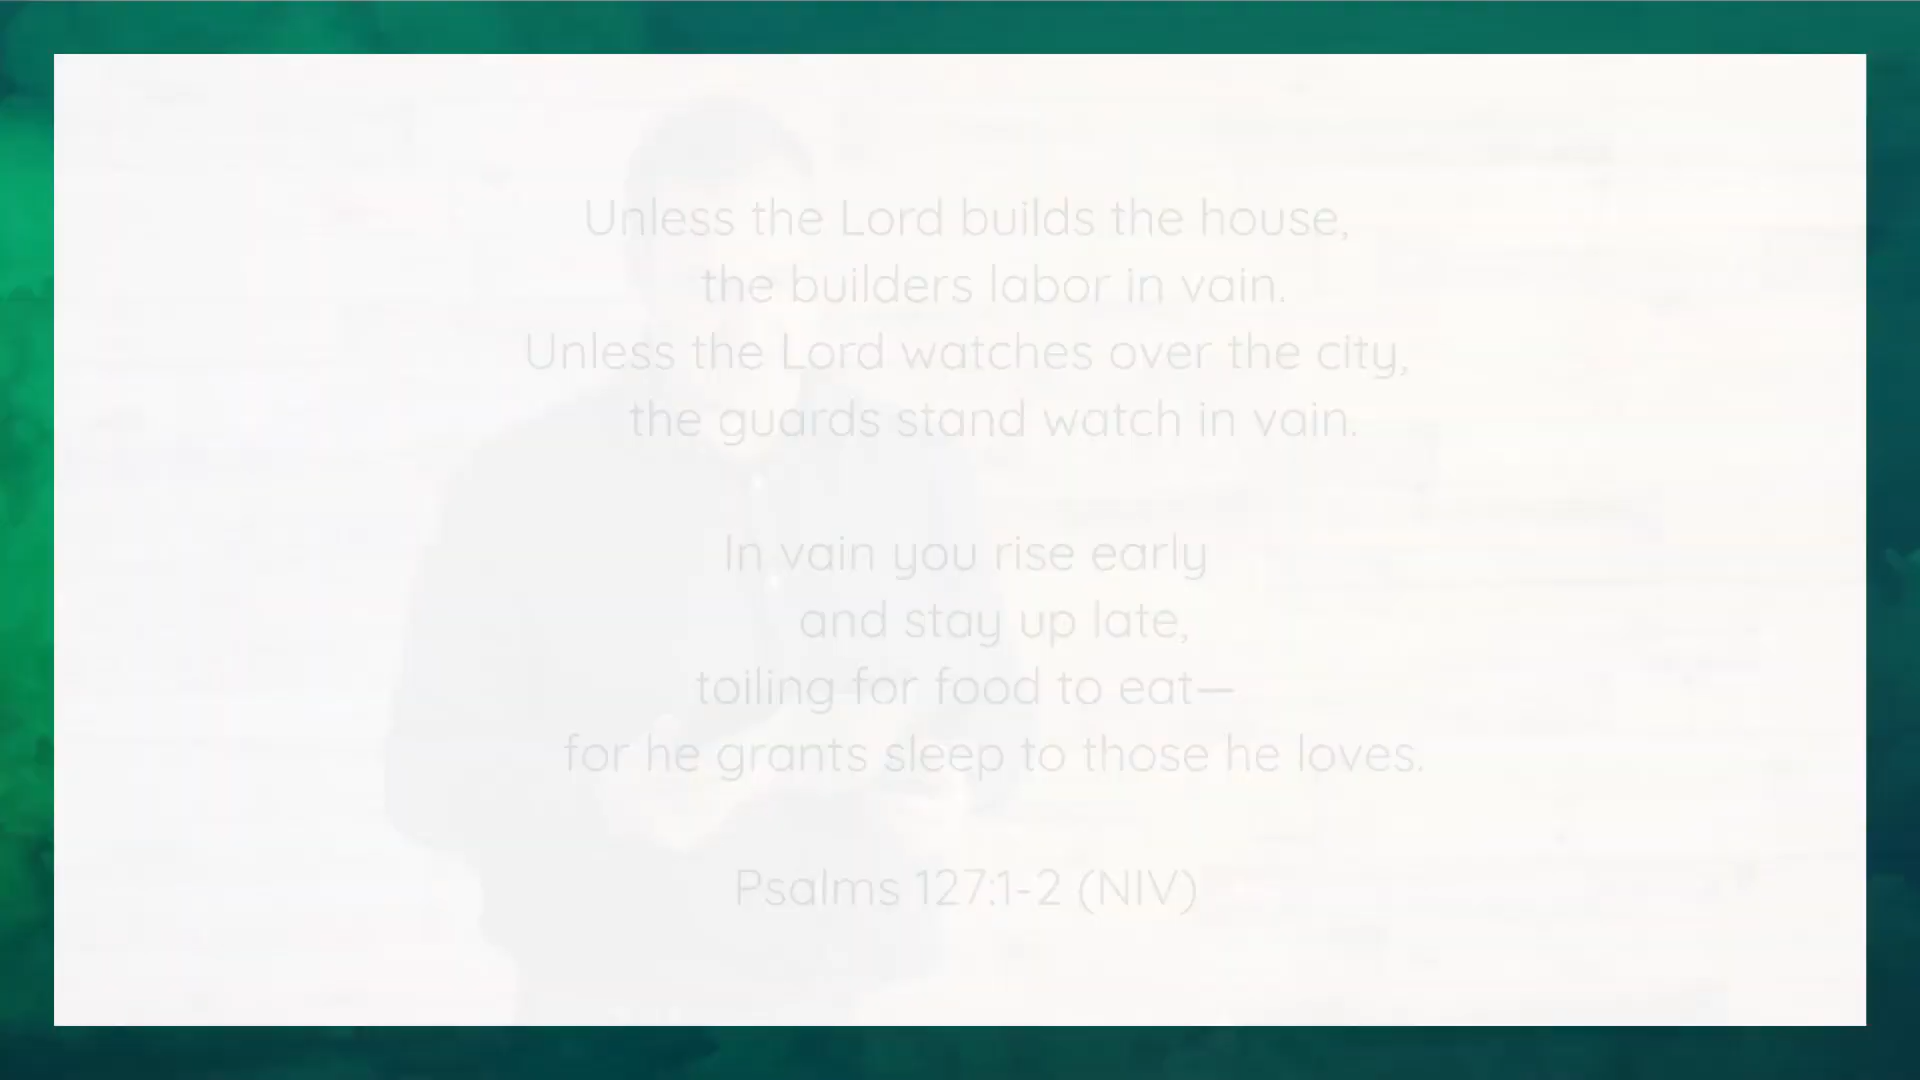 Unless the Lord builds the house,
the builders labor in vain.
Unless the Lord watches over the city,
the guards stand watch in vain.
In vain you rise early
and stay up late,
toiling for food to eat—
for he grants sleep to those he loves.
Psalms 127:1-2 (NIV)